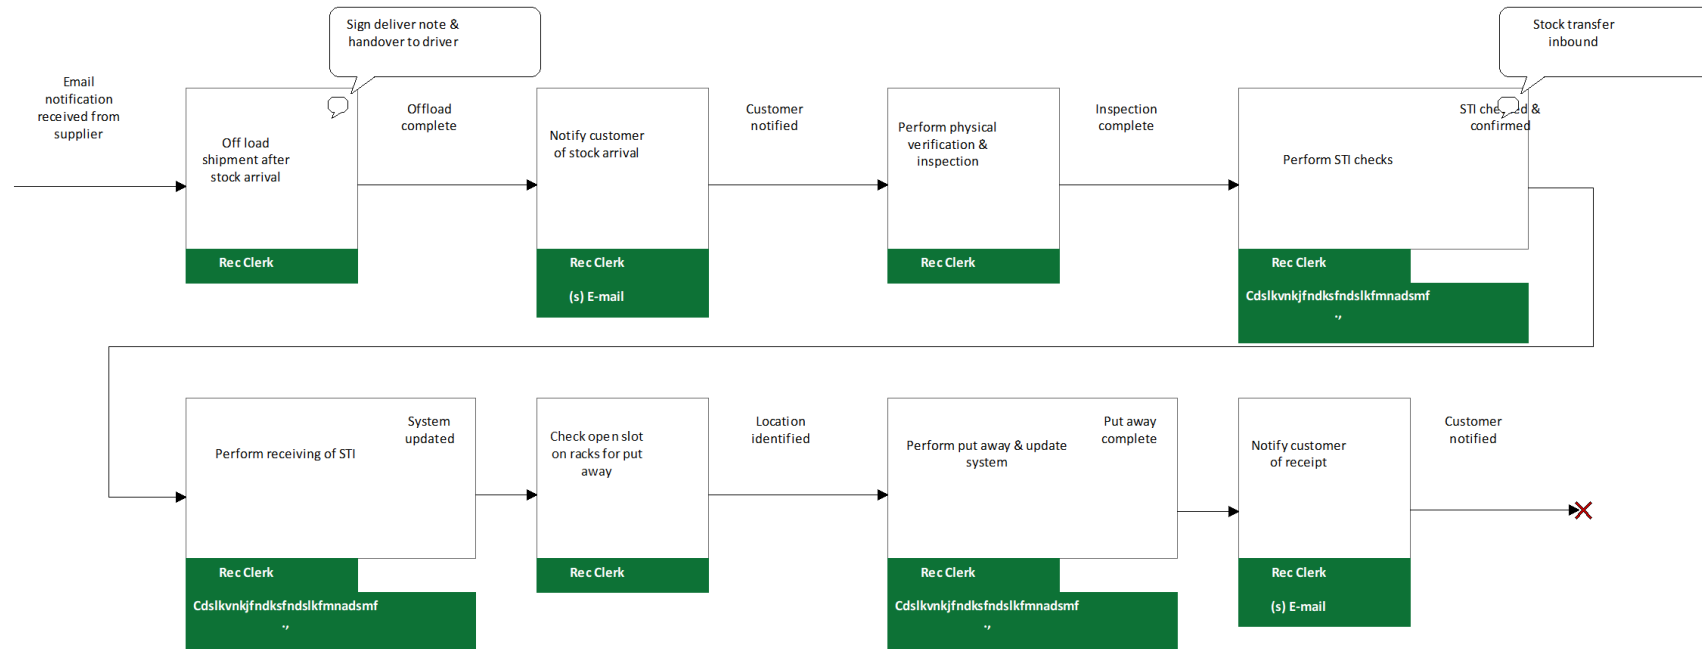 Sign deliver note &
handover to driver
Stock transfer
inbound
Email
notification
received from
supplier
Off load
shipment after
stock arrival
Rec Clerk
Offload
complete
Notify customer
of stock arrival
Rec Clerk
(s) E-mail
Customer
notified
Perform physical
verification &
inspection
Rec Clerk
Inspection
complete
Perform STI checks
Rec Clerk
Cdslkvnkjfndksfndslkfmnadsmf
.,
STI &
confirmed
Perform receiving of STI
Rec Clerk
Cdslkvnkjfndksfndslkfmnadsmf
.,
System
updated
Check open slot
on racks for put
away
Rec Clerk
Location
identified
Perform put away & update
system
Rec Clerk
Cdslkvnkjfndksfndslkfmnadsmf
.,
Put away
complete
Notify customer
of receipt
Rec Clerk
(s) E-mail
Customer
notified